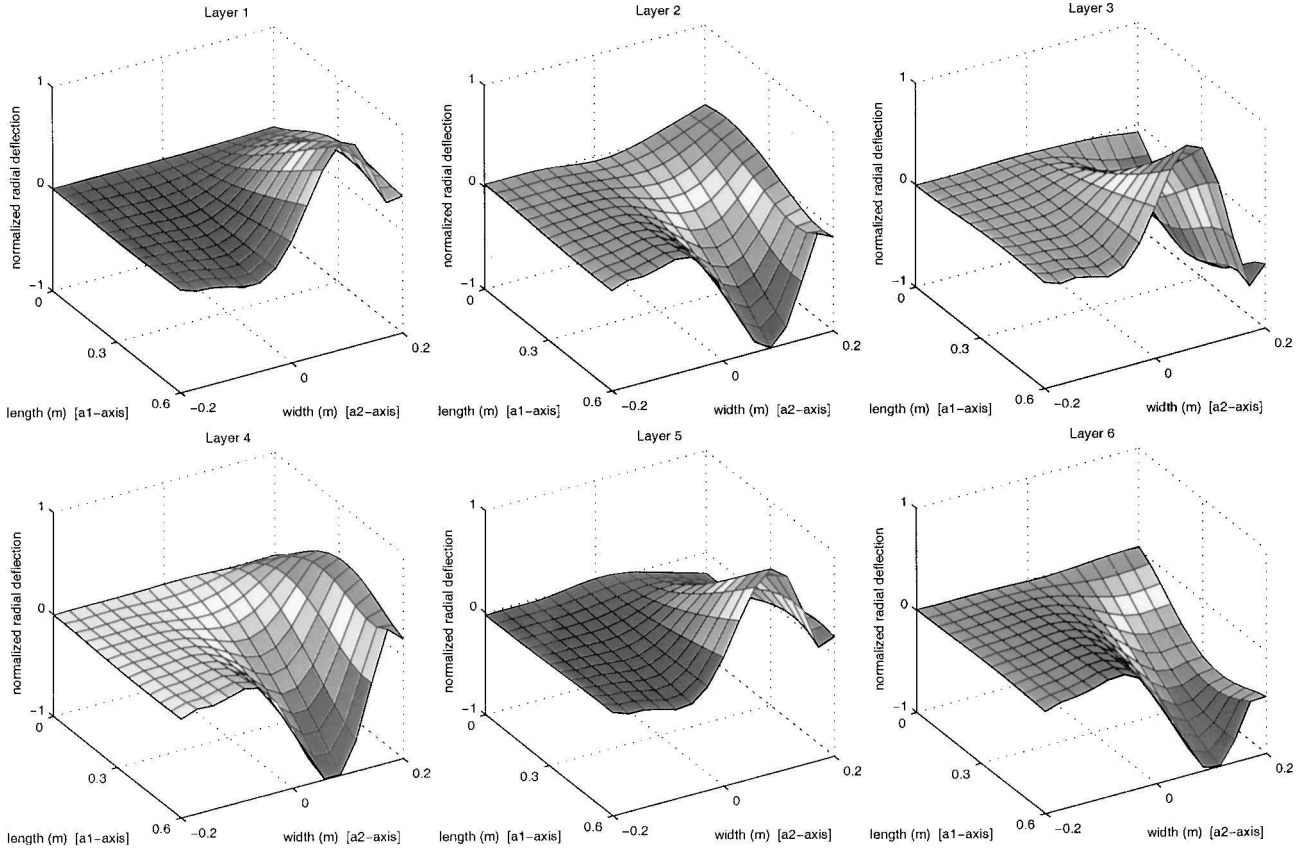 Layer 1
1
0
−1
normalized radial deflection
0
0.3
0.6
−0.2
0
0.2
length (m) [a1−axis]
width (m) [a2−axis]
Layer 2
1
0
−1
normalized radial deflection
0
0.3
0.6
−0.2
0
0.2
length (m) [a1−axis]
width (m) [a2−axis]
Layer 3
1
0
−1
normalized radial deflection
0
0.3
0.6
−0.2
0
0.2
length (m) [a1−axis]
width (m) [a2−axis]
Layer 4
1
0
−1
normalized radial deflection
0
0.3
0.6
−0.2
0
0.2
length (m) [a1−axis]
width (m) [a2−axis]
Layer 5
1
0
−1
normalized radial deflection
0
0.3
0.6
−0.2
0
0.2
length (m) [a1−axis]
width (m) [a2−axis]
Layer 6
1
0
−1
normalized radial deflection
0
0.3
0.6
−0.2
0
0.2
length (m) [a1−axis]
width (m) [a2−axis]